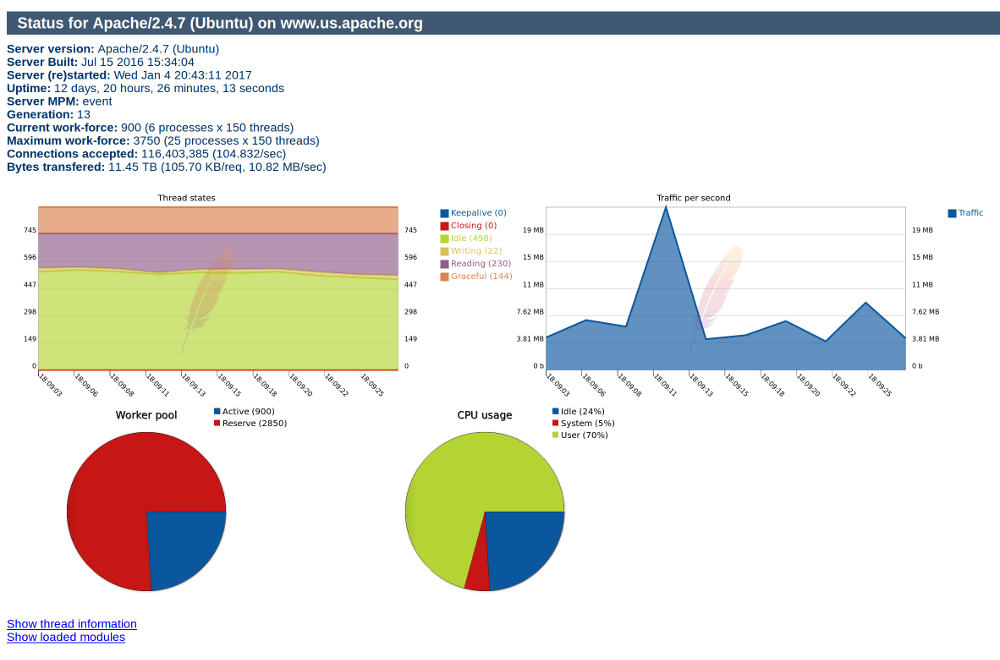 Status for Apache/2.4.7 (Ubuntu) on www.us.apache.org
Server version: Apache/2.4.7 (Ubuntu)
Server Built: Jul 15 2016 15:34:04
Server (re)started: Wed Jan 4 20:43:11 2017
Uptime: 12 days, 20 hours, 26 minutes, 13 seconds
Server MPM: event
Generation: 13
Current work-force: 900 (6 processes x 150 threads)
Maximum work-force: 3750 (25 processes x 150 threads)
Connections accepted: 116,403,385 (104.832/sec)
Bytes transfered: 11.45 TB (105.70 KB/req, 10.82 MB/sec)
Thread states
745
596
447
298
149
0
745
596
447
298
149
0
18:09:03
18:09:06
18:09:08
18:09:11
18:09:13
18:09:15
18:09:17
18:09:20
18:09:22
18:09:25
Keepalive (0)
Closing (0)
Idle (498)
Writing (22)
Reading (230)
Graceful (144)
Traffic per second
19 MB
15 MB
11 MB
7.62 MB
3.81 MB
0 b
19 MB
15 MB
11 MB
7.62 MB
3.81 MB
0 b
18:09:03
18:09:06
18:09:08
18:09:11
18:09:13
18:09:15
18:09:17
18:09:20
18:09:22
18:09:25
Traffic
Worker pool
Active (900)
Reserve (2850)
CPU usage
Idle (24%)
System (5%)
User (70%)
Show thread information
Show loaded modules